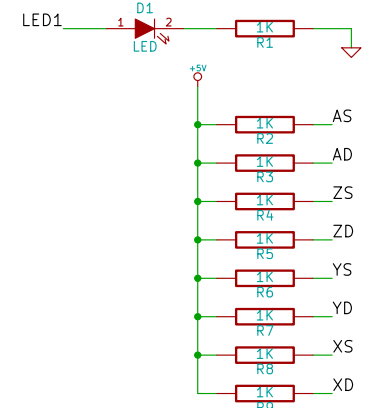 D1
LED1 1 2 1K
LED R1
+5V
1K AS
R2
1K AD
R3
1K ZS
R4
1K ZD
R5
1K YS
R6
1K YD
R7
1K XS
R8
1K XD
R9